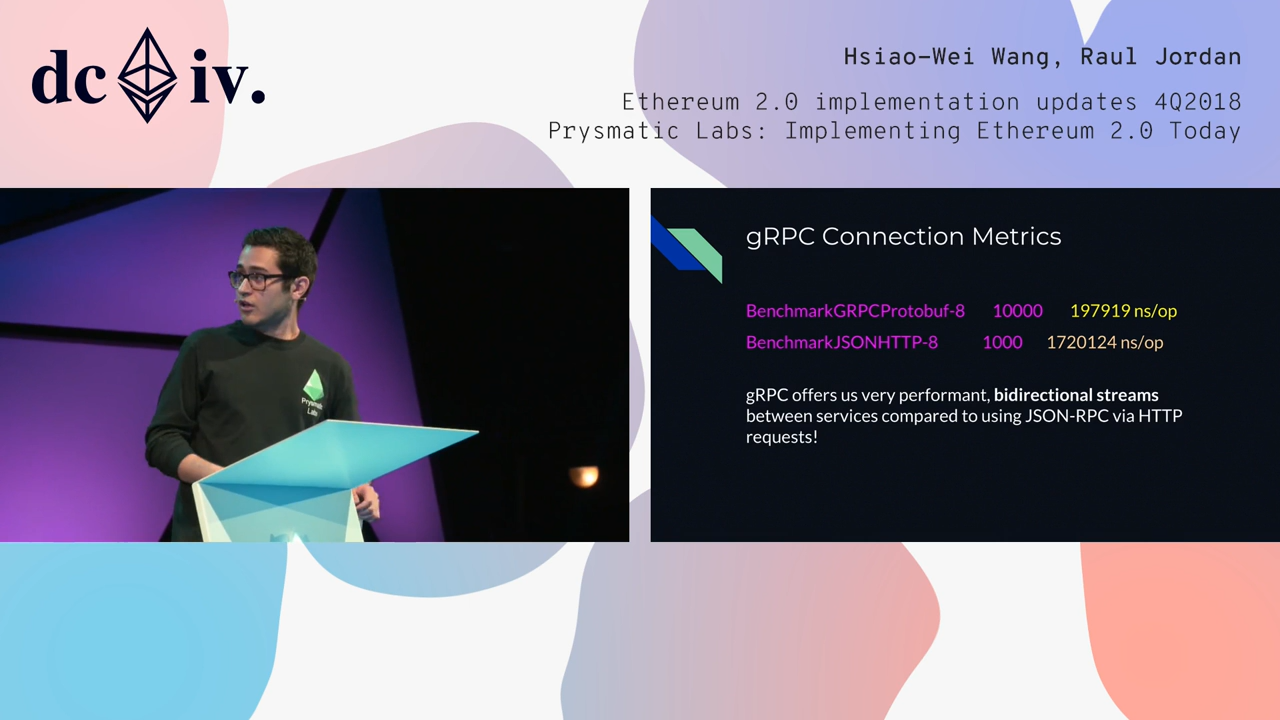 dc iv.
Hsiao-Wei Wang, Raul Jordan
Ethereum 2.0 implementation updates 4Q2018
Prysmatic Labs: Implementing Ethereum 2.0 Today
Prysmatic
Labs
gRPC Connection Metrics
BenchmarkGRPCProtobuf-8 10000 197919 ns/op
BenchmarkJSONHTTP-8 1000 1720124 ns/op
gRPC offers us very performant, bidirectional streams
between services compared to using JSON-RPC via HTTP
requests!